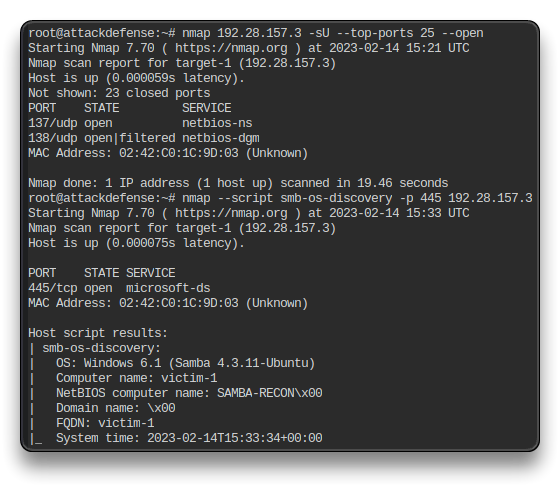 root@attackdefense:~# nmap 192.28.157.3 -sU --top-ports 25 --open
Starting Nmap 7.70 ( https://nmap.org ) at 2023-02-14 15:21 UTC
Nmap scan report for target-1 (192.28.157.3)
Host is up (0.000059s latency).
Not shown: 23 closed ports
PORT    STATE         SERVICE
137/udp open          netbios-ns
138/udp open|filtered netbios-dgm
MAC Address: 02:42:C0:1C:9D:03 (Unknown)

Nmap done: 1 IP address (1 host up) scanned in 19.46 seconds
root@attackdefense:~# nmap --script smb-os-discovery -p 445 192.28.157.3
Starting Nmap 7.70 ( https://nmap.org ) at 2023-02-14 15:33 UTC
Nmap scan report for target-1 (192.28.157.3)
Host is up (0.000075s latency).

PORT    STATE SERVICE
445/tcp open  microsoft-ds
MAC Address: 02:42:C0:1C:9D:03 (Unknown)

Host script results:
| smb-os-discovery:
|   OS: Windows 6.1 (Samba 4.3.11-Ubuntu)
|   Computer name: victim-1
|   NetBIOS computer name: SAMBA-RECON\x00
|   Domain name: \x00
|   FQDN: victim-1
|_  System time: 2023-02-14T15:33:34+00:00